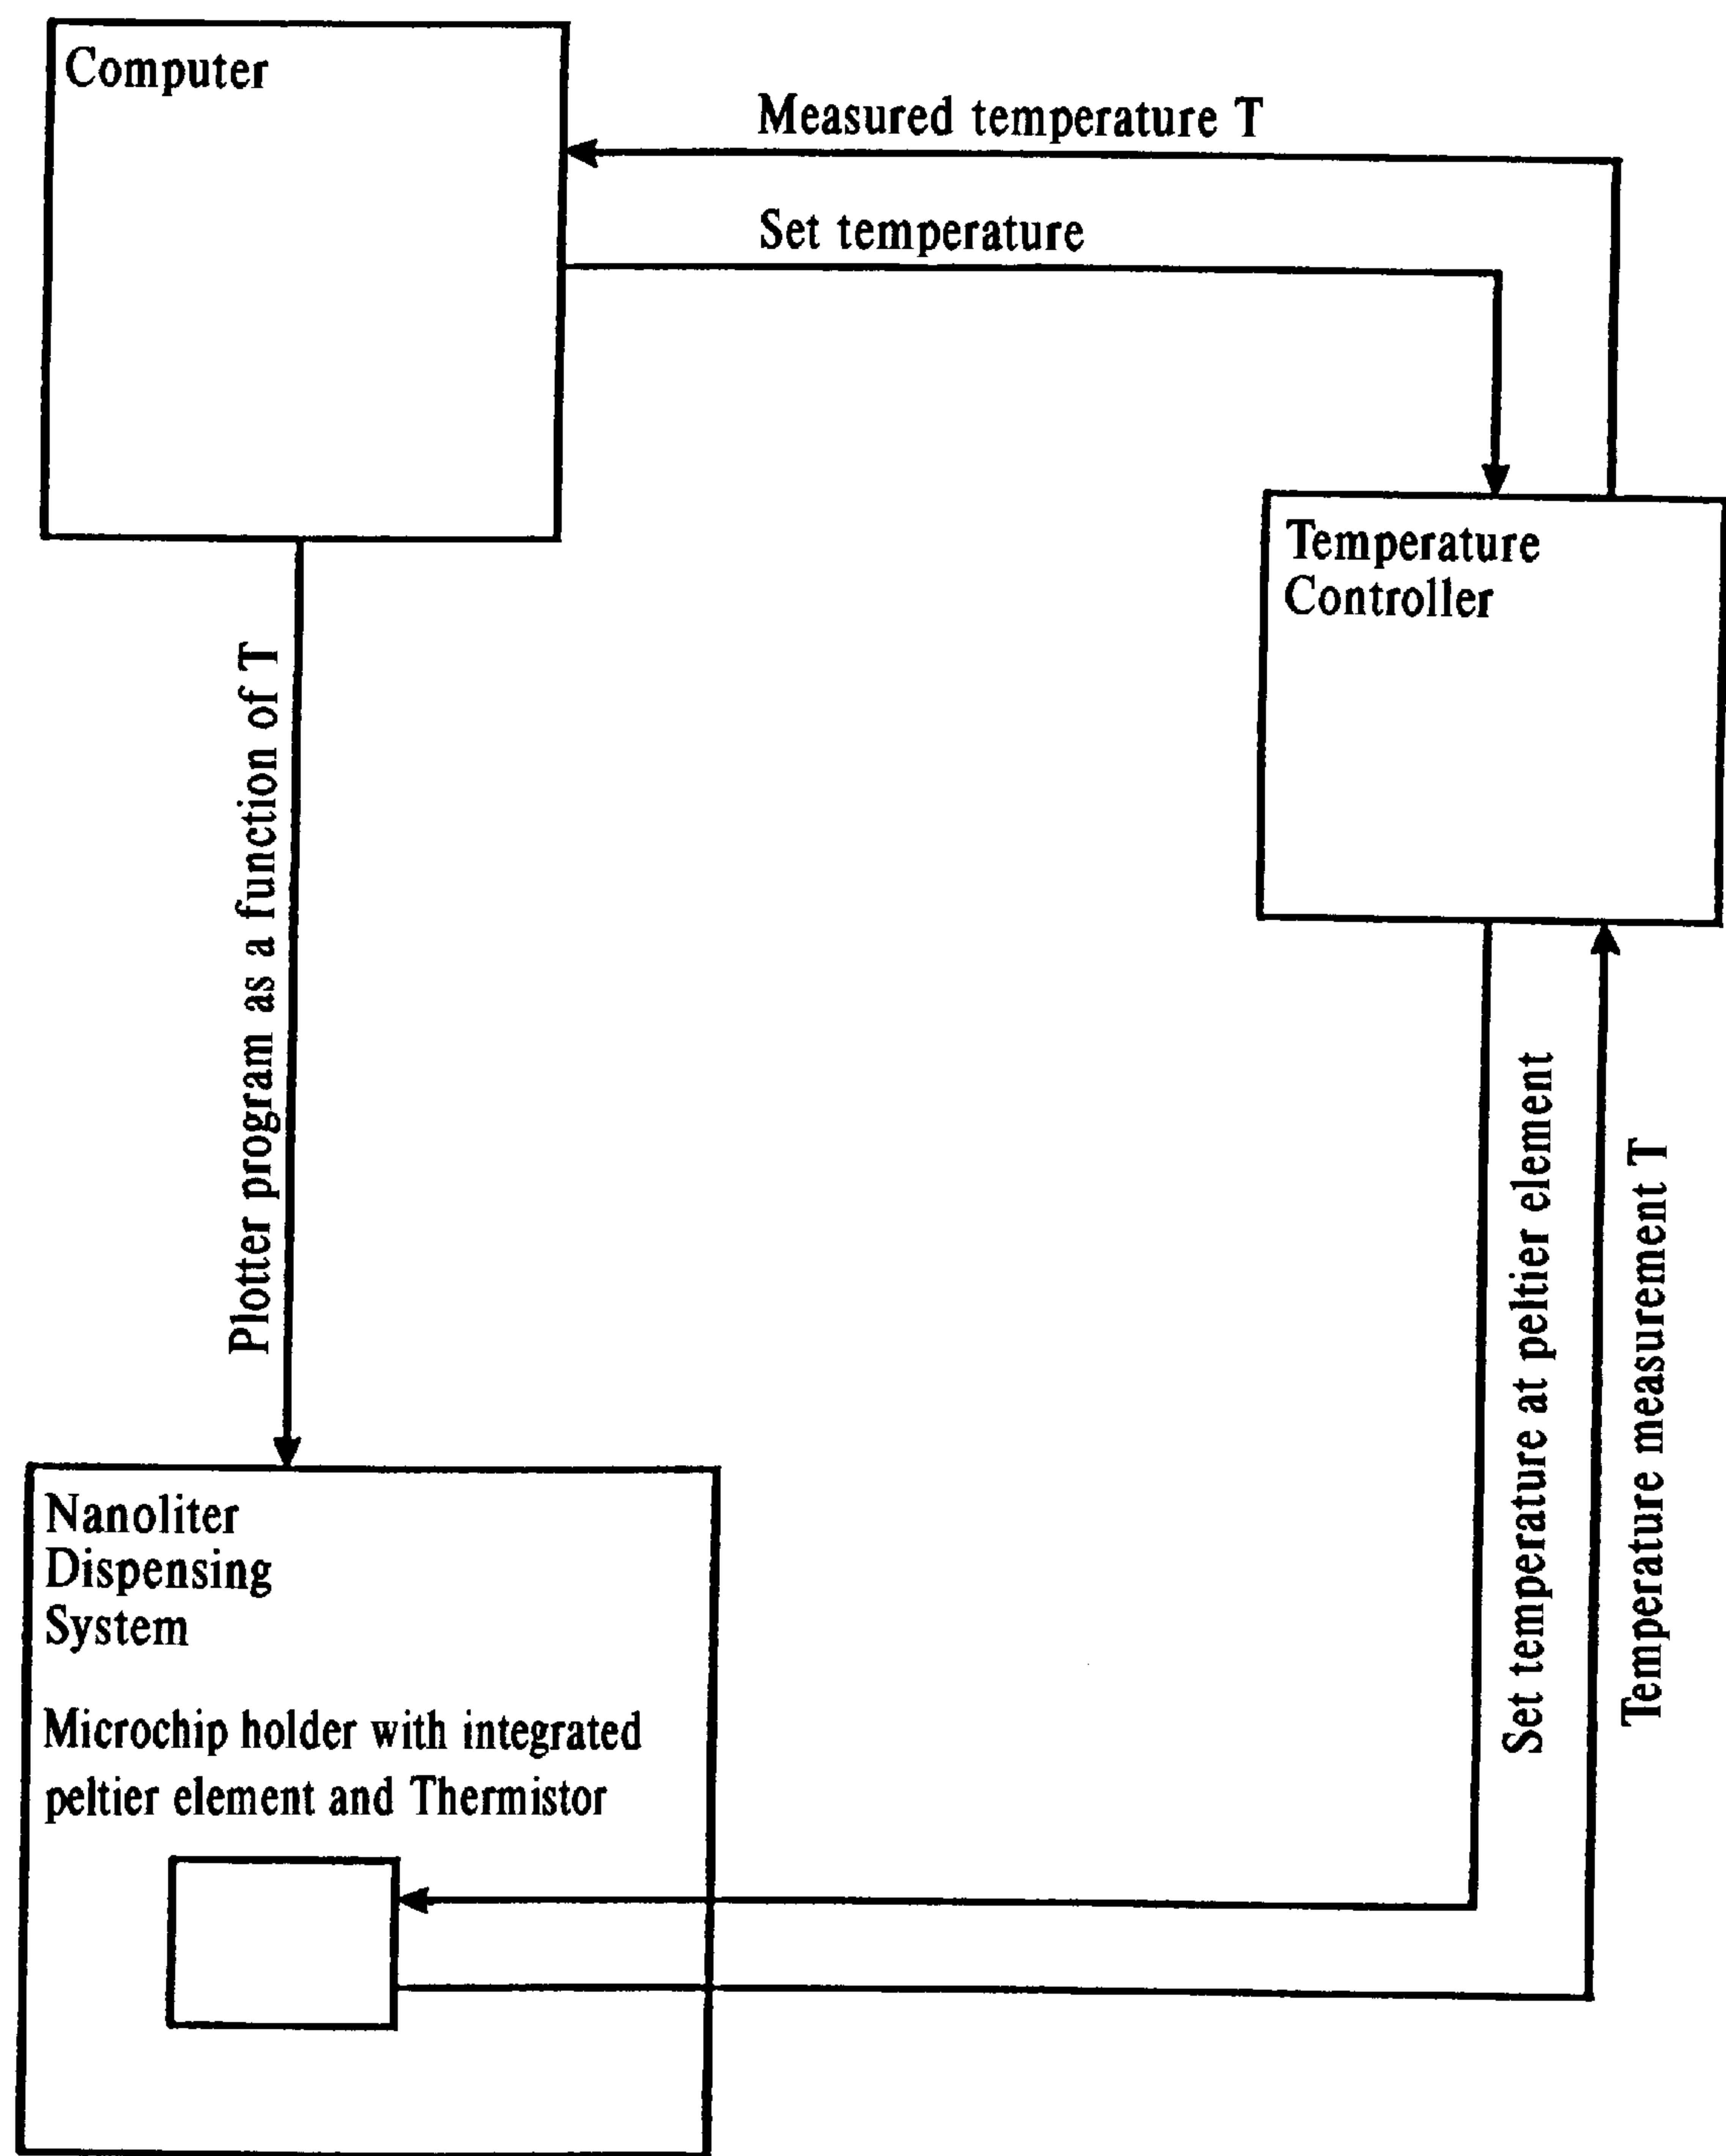 Computer
Measured temperature T
Set temperature
Temperature
Controller
Plotter program as a function of T
Set temperature at peltier element
Temperature measurement T
Nanoliter
Dispensing
System
Microchip holder with integrated
peltier element and Thermistor